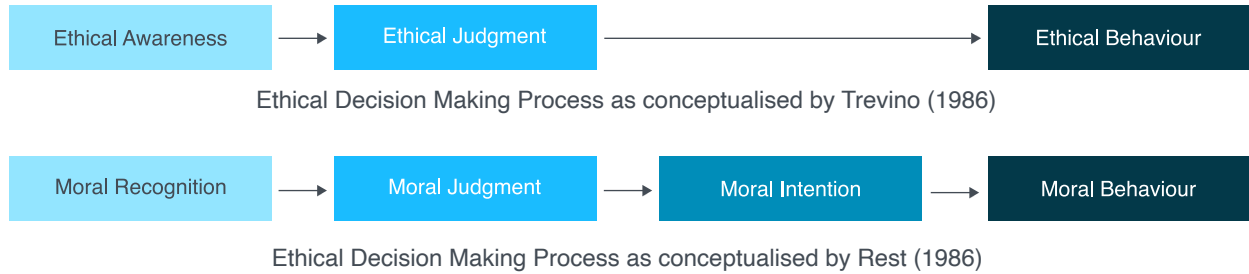 Ethical Awareness
Ethical Judgment
Ethical Behaviour
Ethical Decision Making Process as conceptualised by Trevino (1986)
Moral Recognition
Moral Judgment
Moral Intention
Moral Behaviour
Ethical Decision Making Process as conceptualised by Rest (1986)